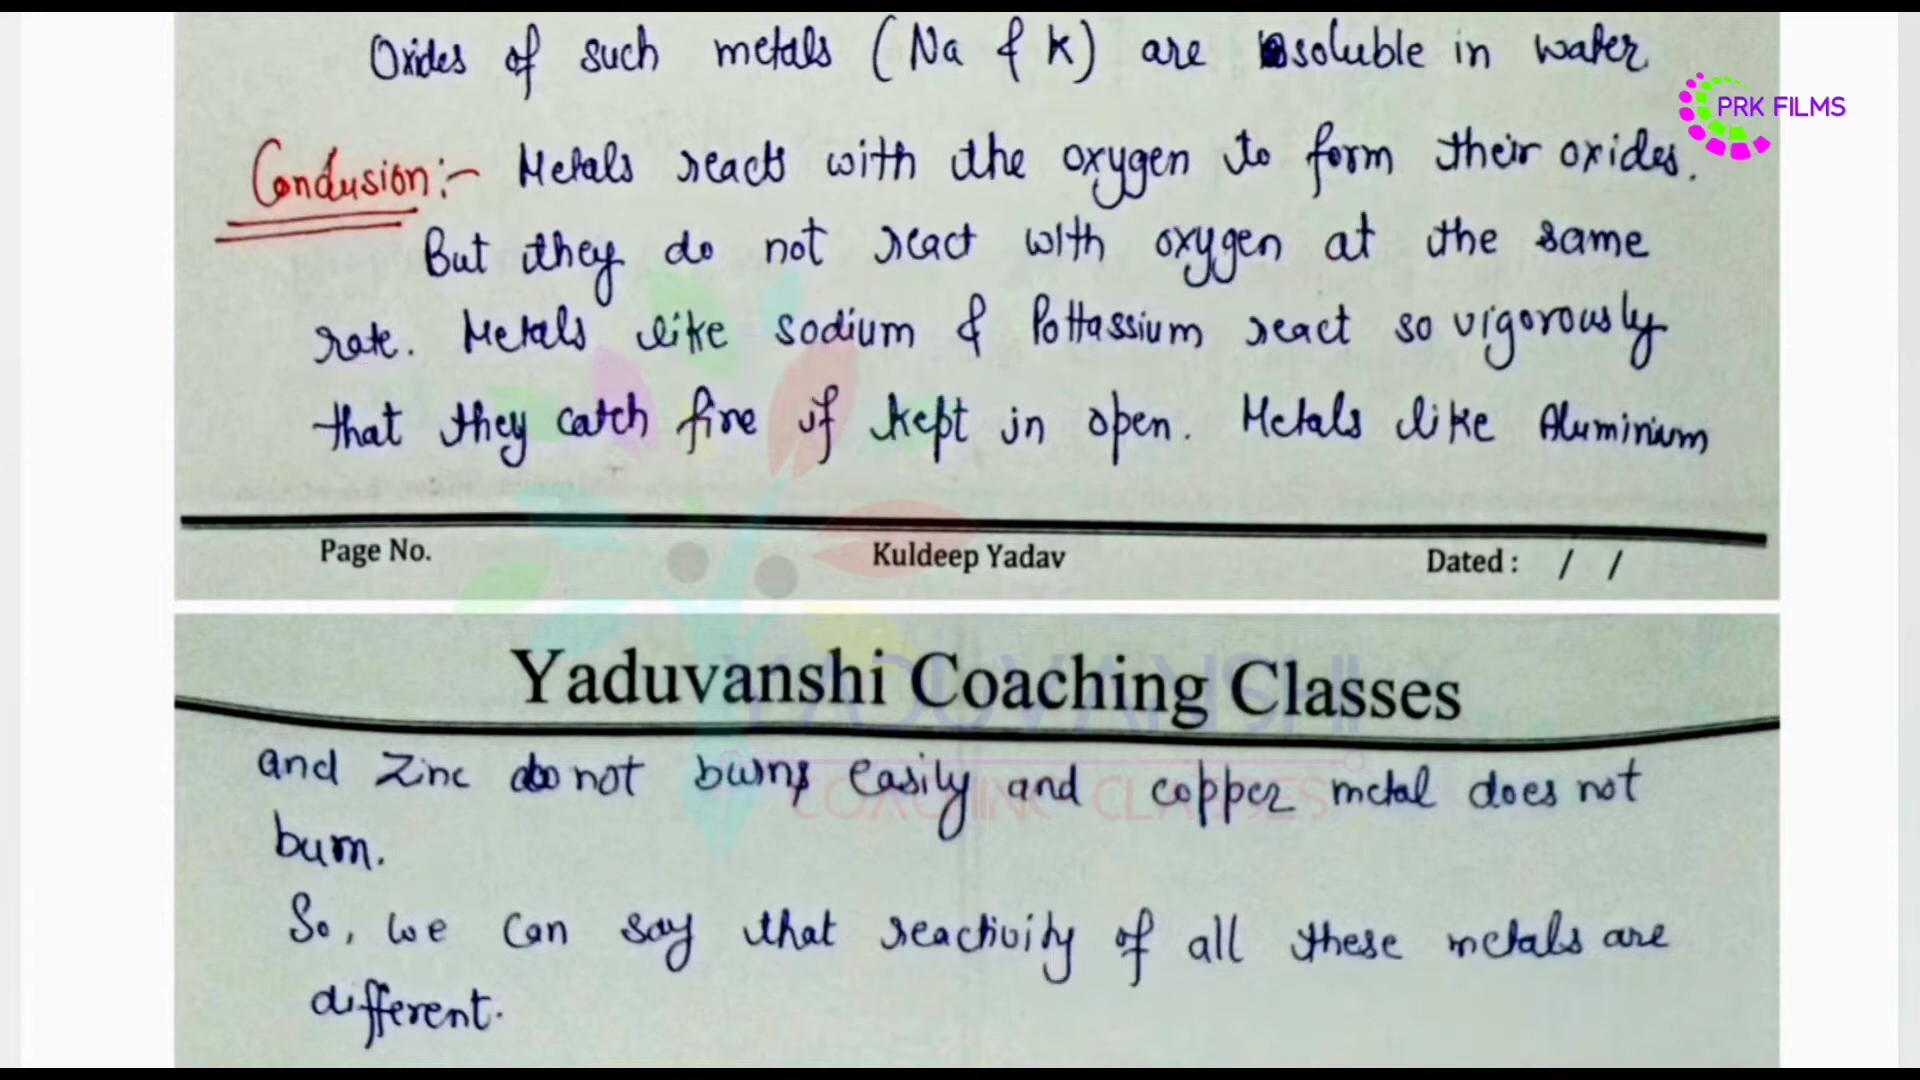 Oxides of such metals (Na & K) are soluble in water
PRK FILMS
Conclusion:- Metals reacts with the oxygen to form their oxides.
But they do not react with oxygen at the same
rate. Metals like sodium & Pottassium react so vigorously
that they catch fire if kept in open. Metals like Aluminium
Page No. Kuldeep Yadav Dated : / /
Yaduvanshi Coaching Classes
YADUVANSHI
and Zinc do not burns easily and copper metal does not
COACHING CLASSES
burn.
So, we can say that reactivity of all these metals are
different.